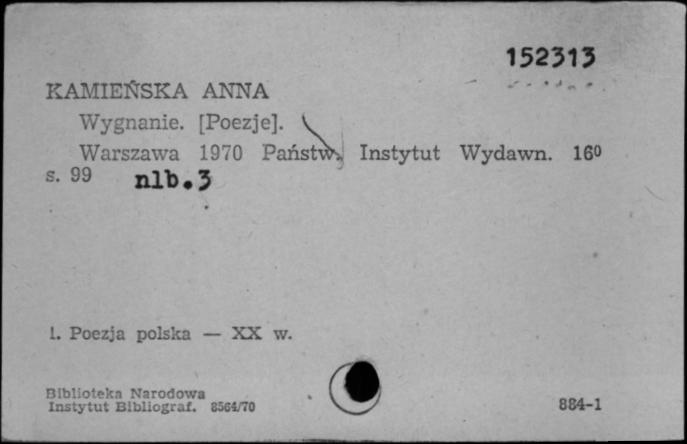 152313
KAMIEŃSKA ANNA
Wygnanie. [Poezje].
Warszawa 1970 Państw. Instytut Wydawn. 16⁰
s. 99 nlb.3
1. Poezja polska — XX w.
Biblioteka Narodowa
Instytut Bibliograf. 8564/70
884-1